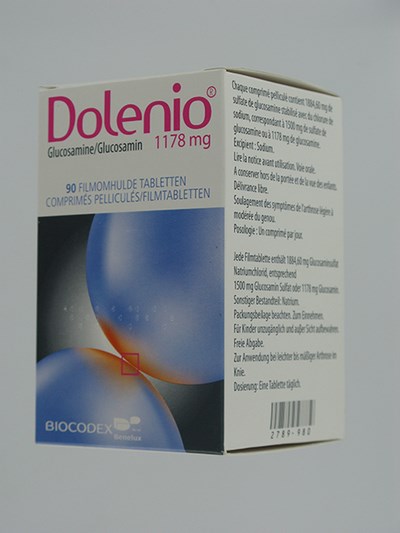 Dolenio®
Glucosamine/Glucosamin 1178 mg
90 FILMOMHULDE TABLETTEN
COMPRIMÉS PELLICULÉS/FILMTABLETTEN
BIOCODEX
Benelux
Chaque comprimé pelliculé contient 1884,60 mg de
sulfate de glucosamine stabilisé avec du chlorure de
sodium, correspondant à 1500 mg de sulfate de
glucosamine ou à 1178 mg de glucosamine.
Excipient : Sodium.
Lire la notice avant utilisation. Voie orale.
A conserver hors de la portée et de la vue des enfants.
Délivrance libre.
Soulagement des symptômes de l'arthrose légère à
modérée du genou.
Posologie : Un comprimé par jour.
Jede Filmtablette enthält 1884,60 mg Glucosaminsulfat
Natriumchlorid, entsprechend
1500 mg Glucosamin Sulfat oder 1178 mg Glucosamin.
Sonstiger Bestandteil: Natrium.
Packungsbeilage beachten. Zum Einnehmen.
Für Kinder unzugänglich und außer Sicht aufbewahren.
Freie Abgabe.
Zur Anwendung bei leichter bis mäßiger Arthrose im
Knie.
Dosierung: Eine Tablette täglich.
2789-980